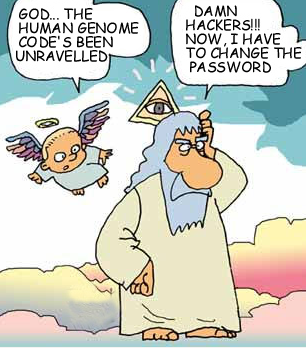 GOD... THE
HUMAN GENOME
CODE'S BEEN
UNRAVELLED
DAMN
HACKERS!!!
NOW, I HAVE
TO CHANGE THE
PASSWORD